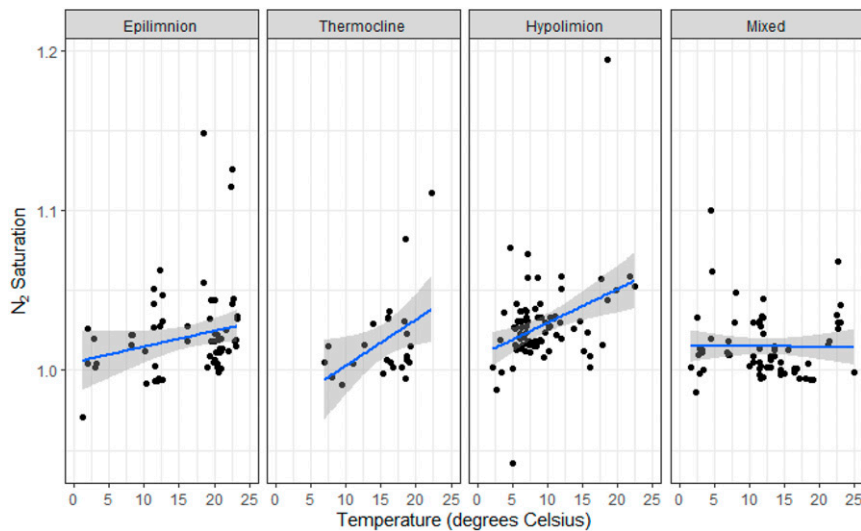 Epilimnion Thermocline Hypolimion Mixed
1.2
1.1
1.0
N₂ Saturation
0 5 10 15 20 25 0 5 10 15 20 25 0 5 10 15 20 25 0 5 10 15 20 25
Temperature (degrees Celsius)